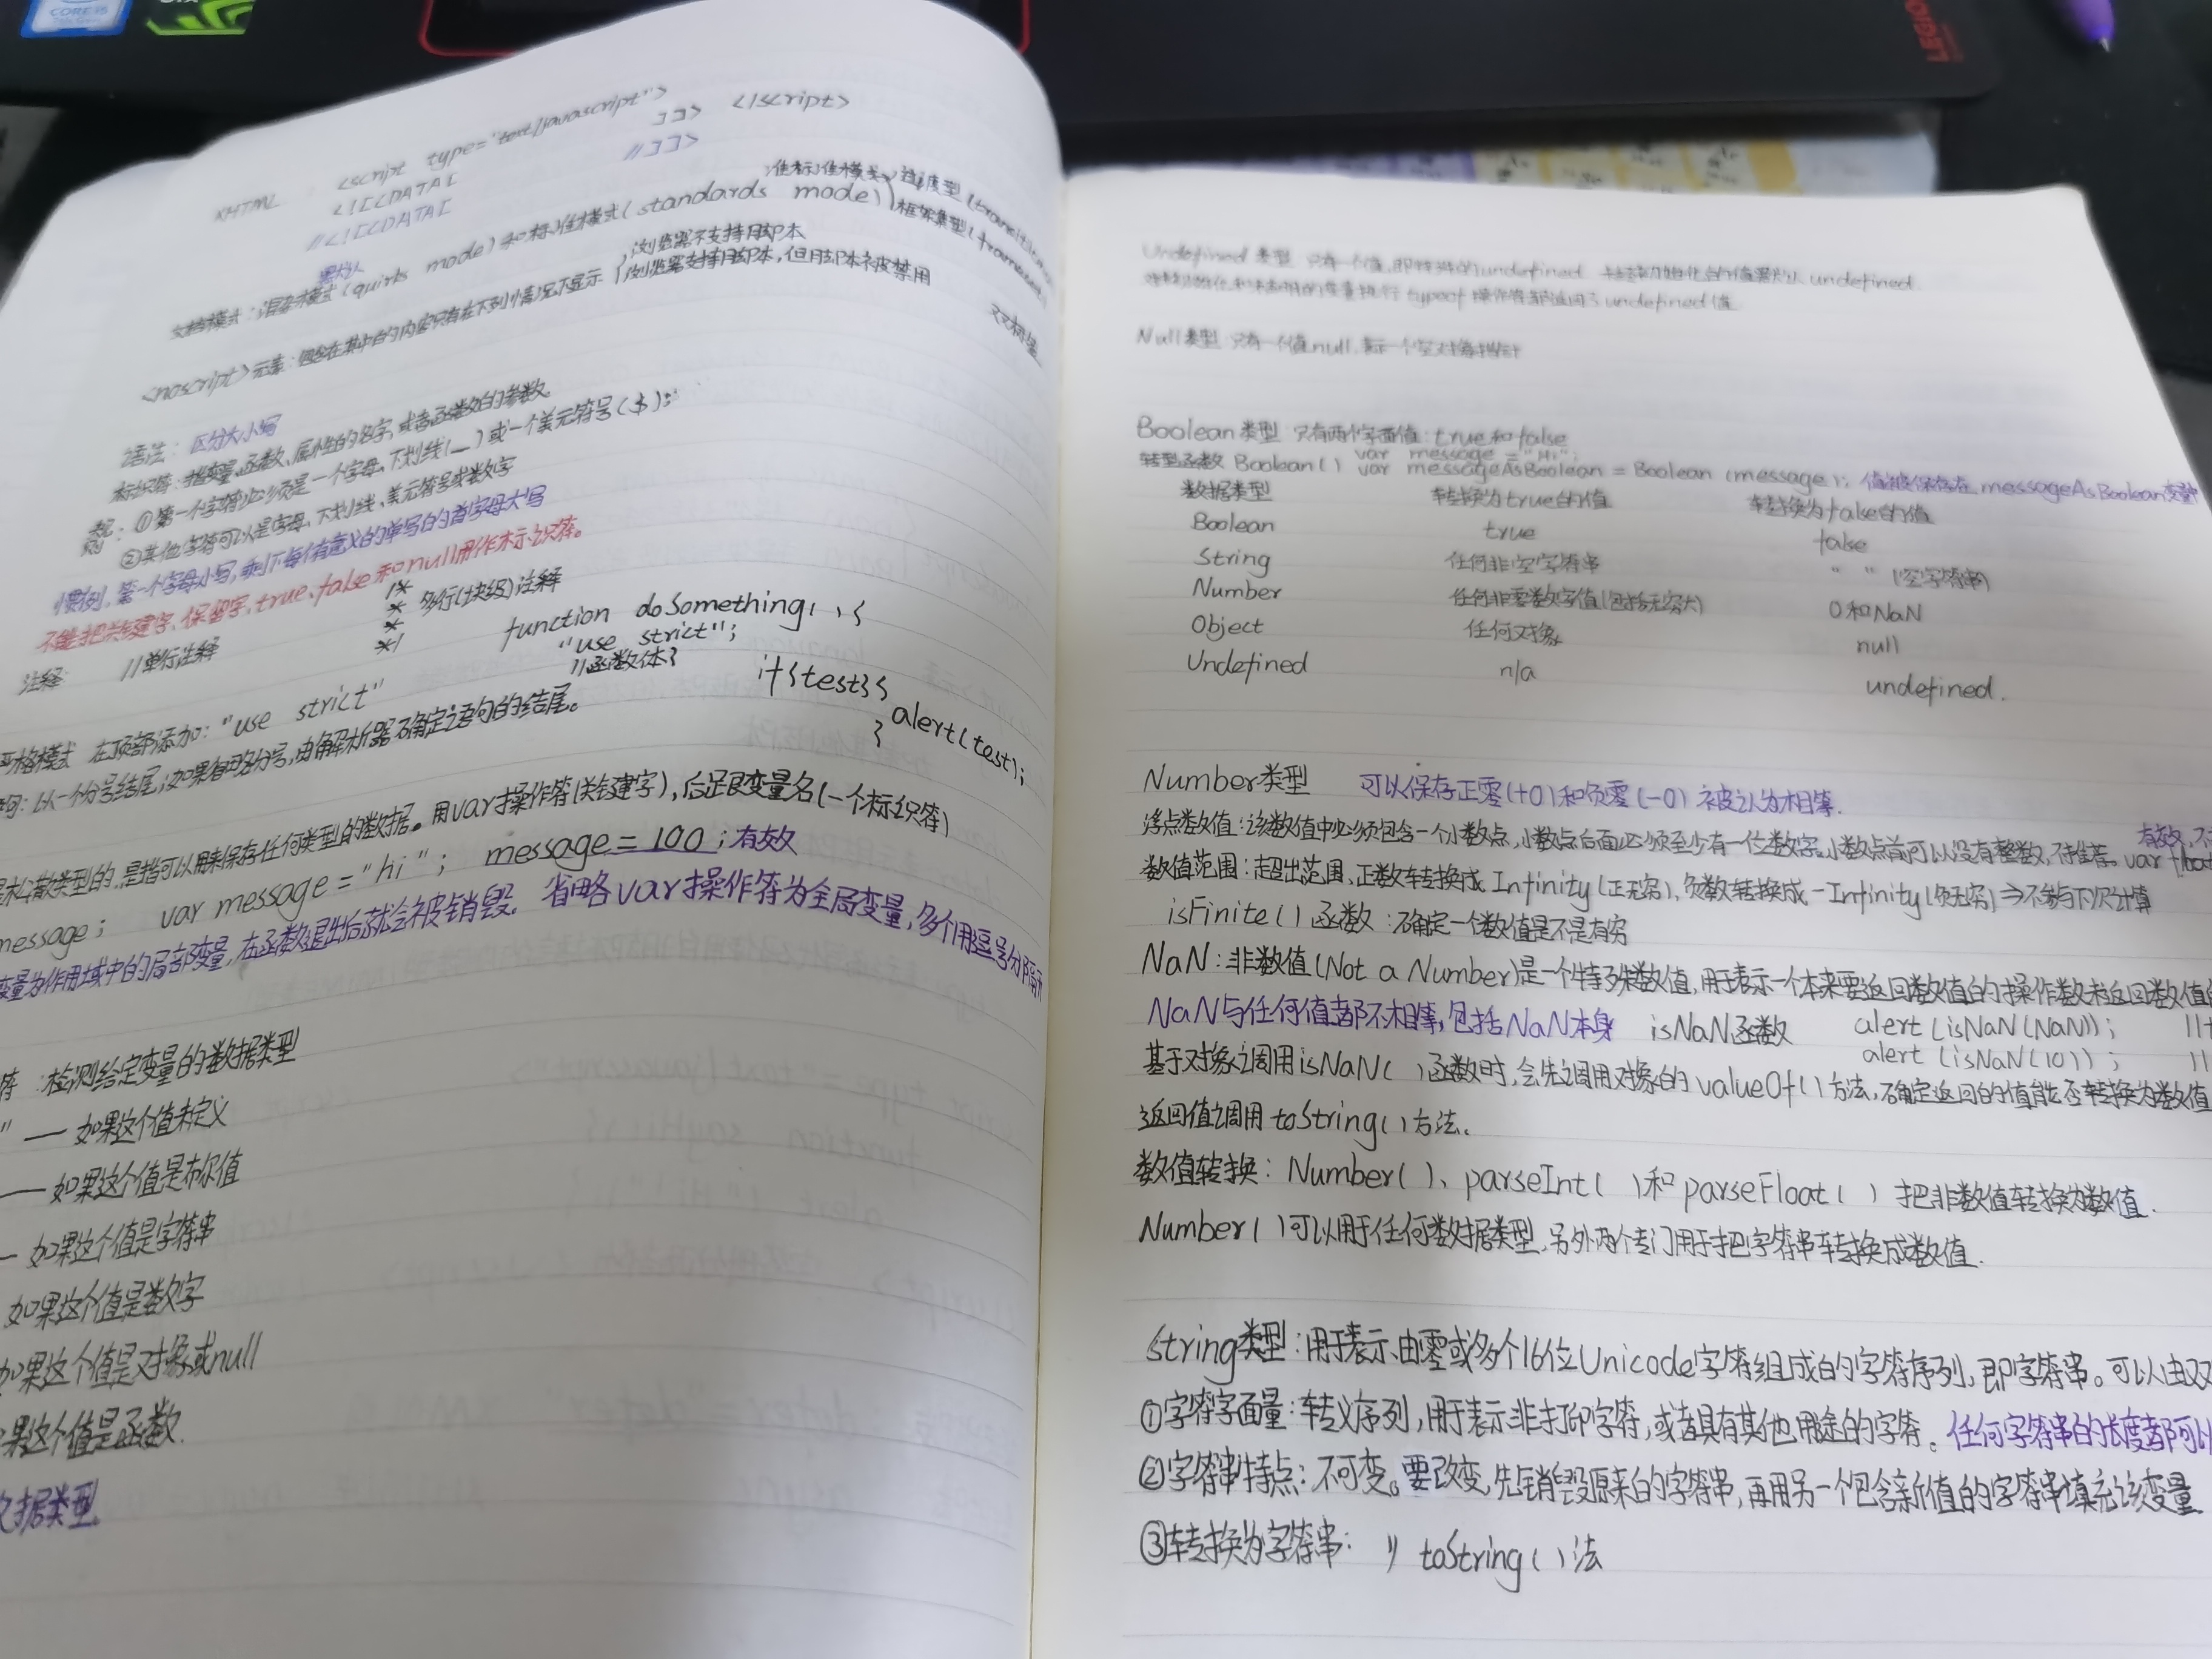 CORE i5
LEGION
XHTML <script type="text/javascript">
<![CDATA[ ]]> </script>
//<![CDATA[ //]]>
默认
文档模式：混杂模式(quirks mode)和标准模式(standards mode)
准标准模式 过渡型
框架集型(frameset)
<noscript>元素：包含在其中的内容只有在下列情况下显示
浏览器不支持脚本
浏览器支持脚本，但脚本被禁用
语法：区分大小写
标识符：指变量、函数、属性的名字，或者函数的参数。
规则：①第一个字符必须是一个字母、下划线(_)或一个美元符号($)；
②其他字符可以是字母、下划线、美元符号或数字
惯例，第一个字母小写，剩下每个有意义的单写的首字母大写
不能把关键字、保留字、true、false和null用作标识符。
注释： //单行注释
/*
* 多行(块级)注释
*
*/
function doSomething( ){
"use strict";
//函数体}
严格模式 在顶部添加："use strict"
句：以一个分号结尾；如果省略分号，由解析器确定语句的结尾。
if{test}{
alert(test);
}
松散类型的，是指可以用来保存任何类型的数据。用var操作符(关键字)，后跟变量名(一个标识符)
message； var message = "hi"； message = 100；有效
变量为作用域中的局部变量，在函数退出后就会被销毁。省略var操作符为全局变量，多个用逗号分隔
符：检测给定变量的数据类型
" — 如果这个值未定义
— 如果这个值是布尔值
— 如果这个值是字符串
如果这个值是数字
如果这个值是对象或null
果这个值是函数.
数据类型.
Undefined 类型 只有一个值，即特殊的undefined undefined.
typeof 操作符 undefined值
Null类型 只有一个值null，表示一个空对象指针
Boolean类型：只有两个字面值：true和false
var message = "Hi"；
转型函数 Boolean( ) var messageAsBoolean = Boolean (message)； 值被保存在messageAsBoolean变量
数据类型 转换为true的值 转换为false的值
Boolean true false
String 任何非空字符串 " " (空字符串)
Number 任何非零数字值(包括无穷大) 0和NaN
Object 任何对象 null
Undefined n/a undefined.
Number类型 可以保存正零(+0)和负零(-0) 被认为相等.
有效，不
浮点数值：该数值中必须包含一个小数点，小数点后面必须至少有一位数字，小数点前可以没有整数，不推荐。var float
数值范围：超出范围，正数转换成Infinity(正无穷)，负数转换成-Infinity(负无穷)→不参与下次计算
isFinite( )函数：确定一个数值是不是有穷
NaN：非数值(Not a Number)是一个特殊数值，用于表示一个本来要返回数值的操作数未返回数值的
NaN与任何值都不相等，包括NaN本身 isNaN函数 alert (isNaN(NaN))； //t
alert (isNaN(10))； //
基于对象调用isNaN( )函数时，会先调用对象的valueOf( )方法，确定返回的值能否转换为数值
返回值调用toString( )方法.
数值转换：Number( )、parseInt( )和parseFloat( ) 把非数值转换为数值.
Number( )可以用于任何数据类型，另外两个专门用于把字符串转换成数值.
String类型：用于表示由零或多个16位Unicode字符组成的字符序列，即字符串。可以由双
①字符字面量：转义序列，用于表示非打印字符，或者具有其他用途的字符。任何字符串的长度都可以
②字符串特点：不可变。要改变，先销毁原来的字符串，再用另一个包含新值的字符串填充该变量
③转换为字符串： toString( )法